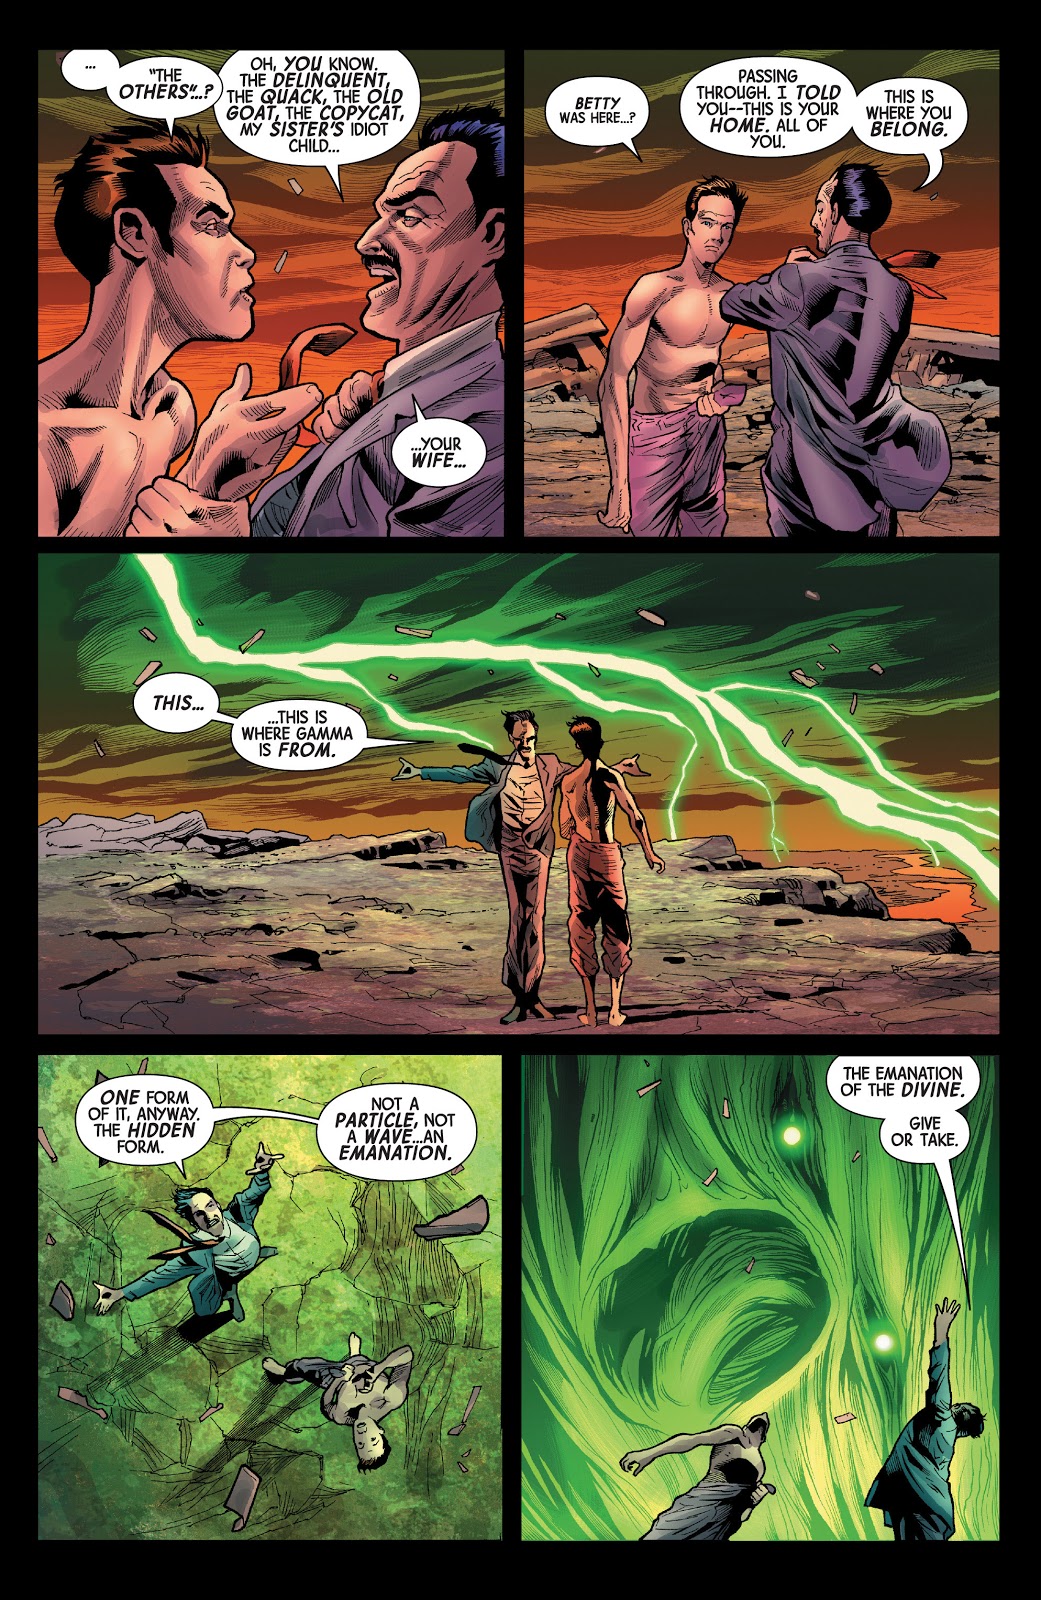 ...
"THE
OTHERS"...?
OH, YOU KNOW.
THE DELINQUENT,
THE QUACK, THE OLD
GOAT, THE COPYCAT,
MY SISTER'S IDIOT
CHILD...
...YOUR
WIFE...
BETTY
WAS HERE...?
PASSING
THROUGH. I TOLD
YOU--THIS IS YOUR
HOME. ALL OF
YOU.
THIS IS
WHERE YOU
BELONG.
THIS...
...THIS IS
WHERE GAMMA
IS FROM.
ONE FORM
OF IT, ANYWAY.
THE HIDDEN
FORM.
NOT A
PARTICLE, NOT
A WAVE...AN
EMANATION.
THE EMANATION
OF THE DIVINE.
GIVE
OR TAKE.